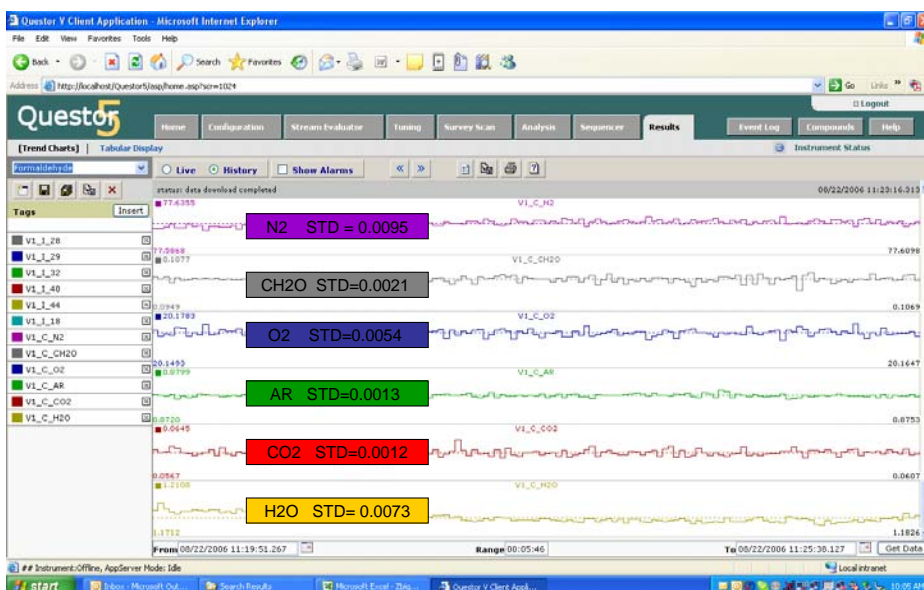 Questor V Client Application - Microsoft Internet Explorer
File Edit View Favorites Tools Help
Back Search Favorites
Address http://localhost/Questor5/asp/home.asp?scr=1024 Go Links »
Logout
Questor5 Home Configuration Stream Evaluator Tuning Survey Scan Analysis Sequencer Results Event Log Compounds Help
[Trend Charts] | Tabular Display Instrument Status
Formaldehyde Live History Show Alarms « »
status: data download completed 08/22/2006 11:23:16.313
Tags Insert
77.6355 V1_C_N2
N2 STD = 0.0095
77.6098
0.1077 V1_C_CH2O
CH2O STD=0.0021
0.0949 0.1069
20.1783 V1_C_O2
O2 STD=0.0054
20.1493 20.1647
0.8799 V1_C_AR
AR STD=0.0013
0.8720 0.8753
0.0645 V1_C_CO2
CO2 STD=0.0012
0.0567 0.0607
1.2108 V1_C_H2O
H2O STD= 0.0073
1.1712 1.1826
V1_I_28
V1_I_29
V1_I_32
V1_I_40
V1_I_44
V1_I_18
V1_C_N2
V1_C_CH2O
V1_C_O2
V1_C_AR
V1_C_CO2
V1_C_H2O
From 08/22/2006 11:19:51.267 Range 00:05:46 To 08/22/2006 11:25:38.127 Get Data
## Instrument:Offline, AppServer Mode: Idle Local intranet
start Inbox - Microsoft Out... Search Results Microsoft Excel - Questor V Client Appl... 10:05 AM